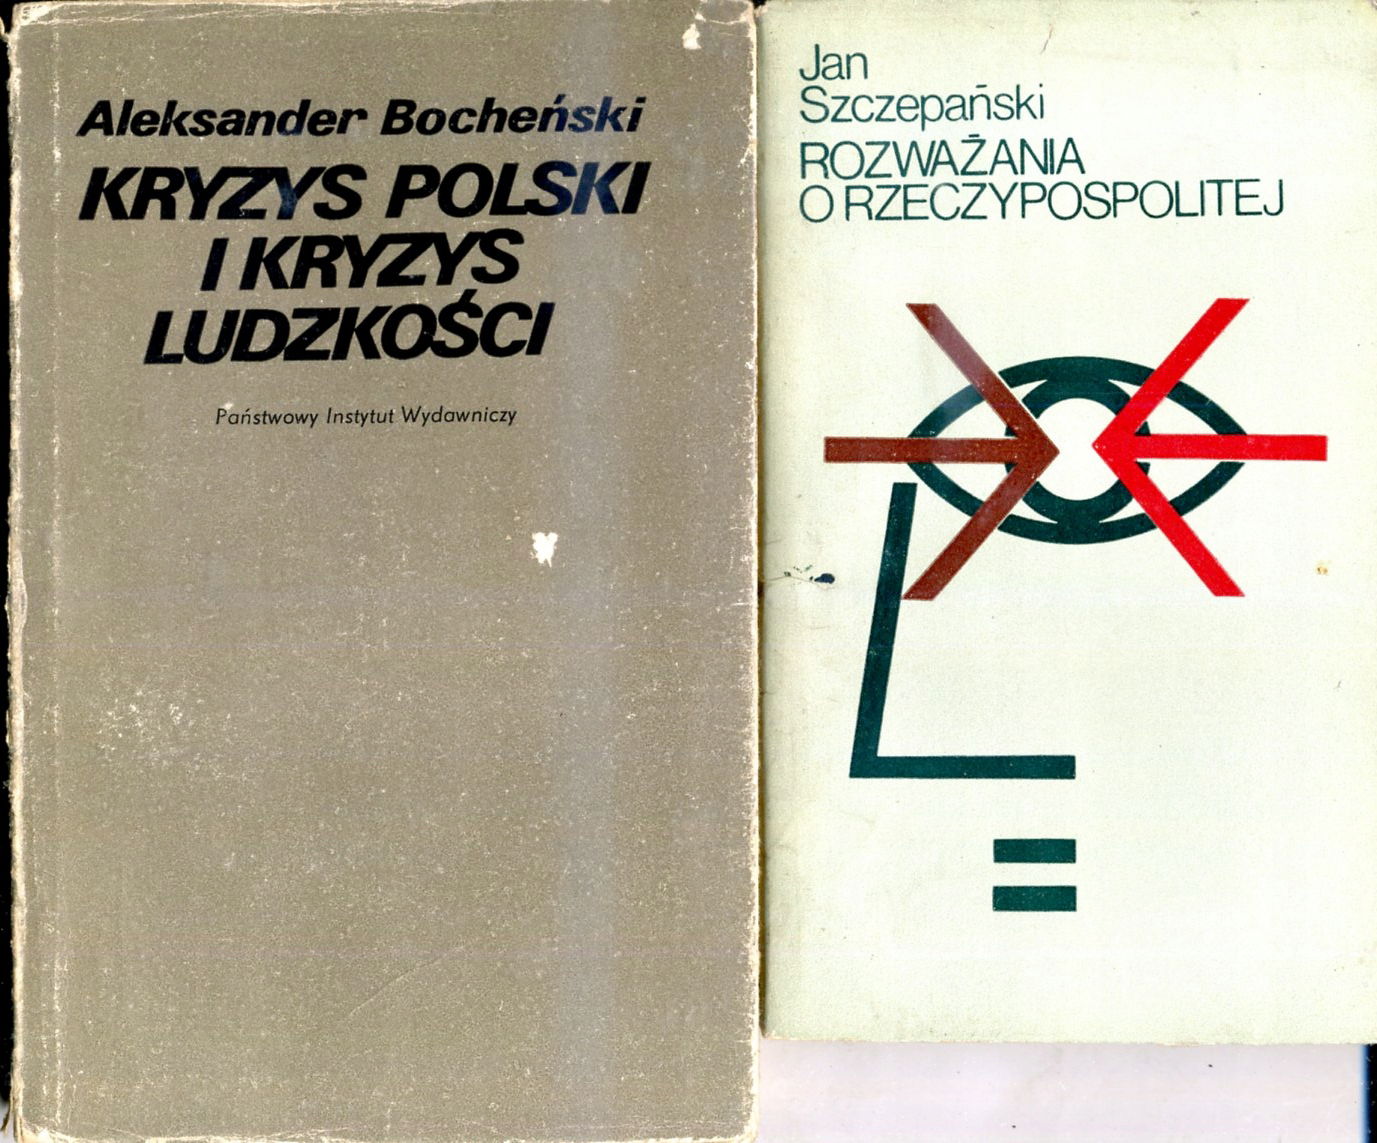 Aleksander Bocheński
KRYZYS POLSKI
I KRYZYS
LUDZKOŚCI
Państwowy Instytut Wydawniczy
Jan
Szczepański
ROZWAŻANIA
O RZECZYPOSPOLITEJ